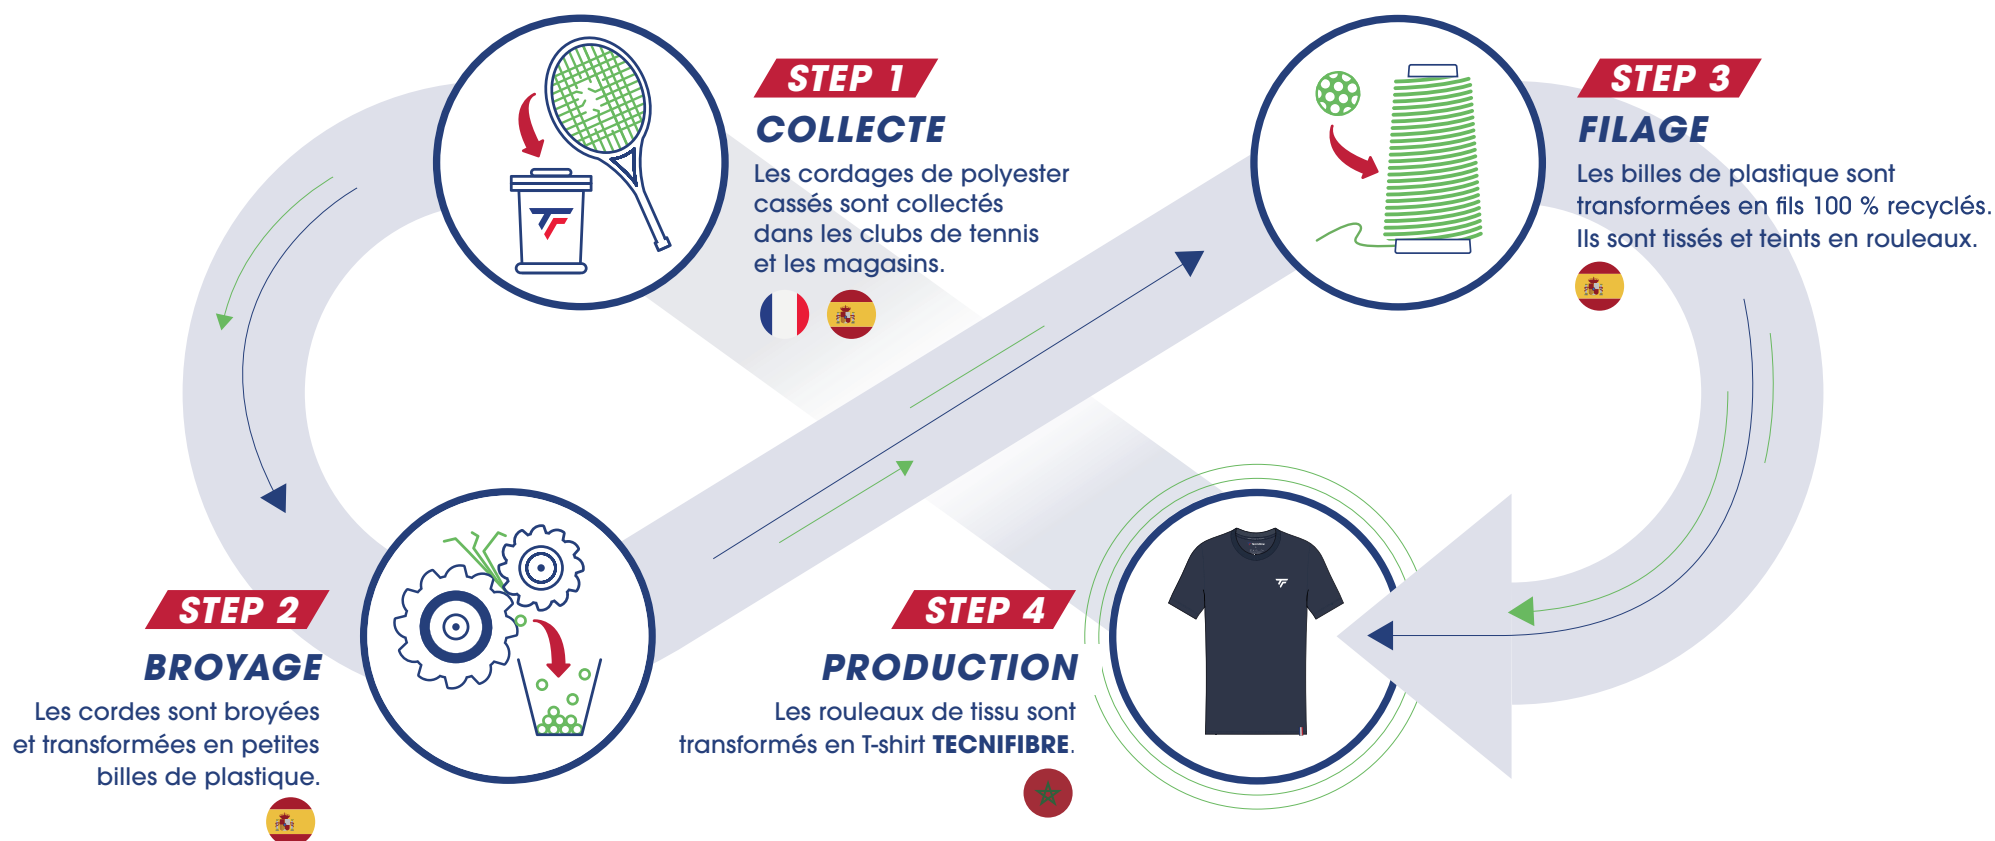 STEP 1
COLLECTE
Les cordages de polyester
cassés sont collectés
dans les clubs de tennis
et les magasins.
STEP 2
BROYAGE
Les cordes sont broyées
et transformées en petites
billes de plastique.
STEP 3
FILAGE
Les billes de plastique sont
transformées en fils 100 % recyclés.
Ils sont tissés et teints en rouleaux.
STEP 4
PRODUCTION
Les rouleaux de tissu sont
transformés en T-shirt TECNIFIBRE.